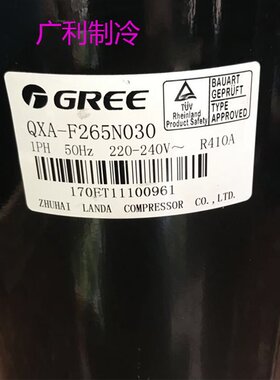 广利制冷
GREE
TÜV
Rheinland
Product Safety
BAUART
GEPRÜFT
TYPE
APPROVED
QXA-F265N030
1PH 50Hz 220-240V～ R410A
170ET11100961
ZHUHAI LANDA COMPRESSOR CO.,LTD.